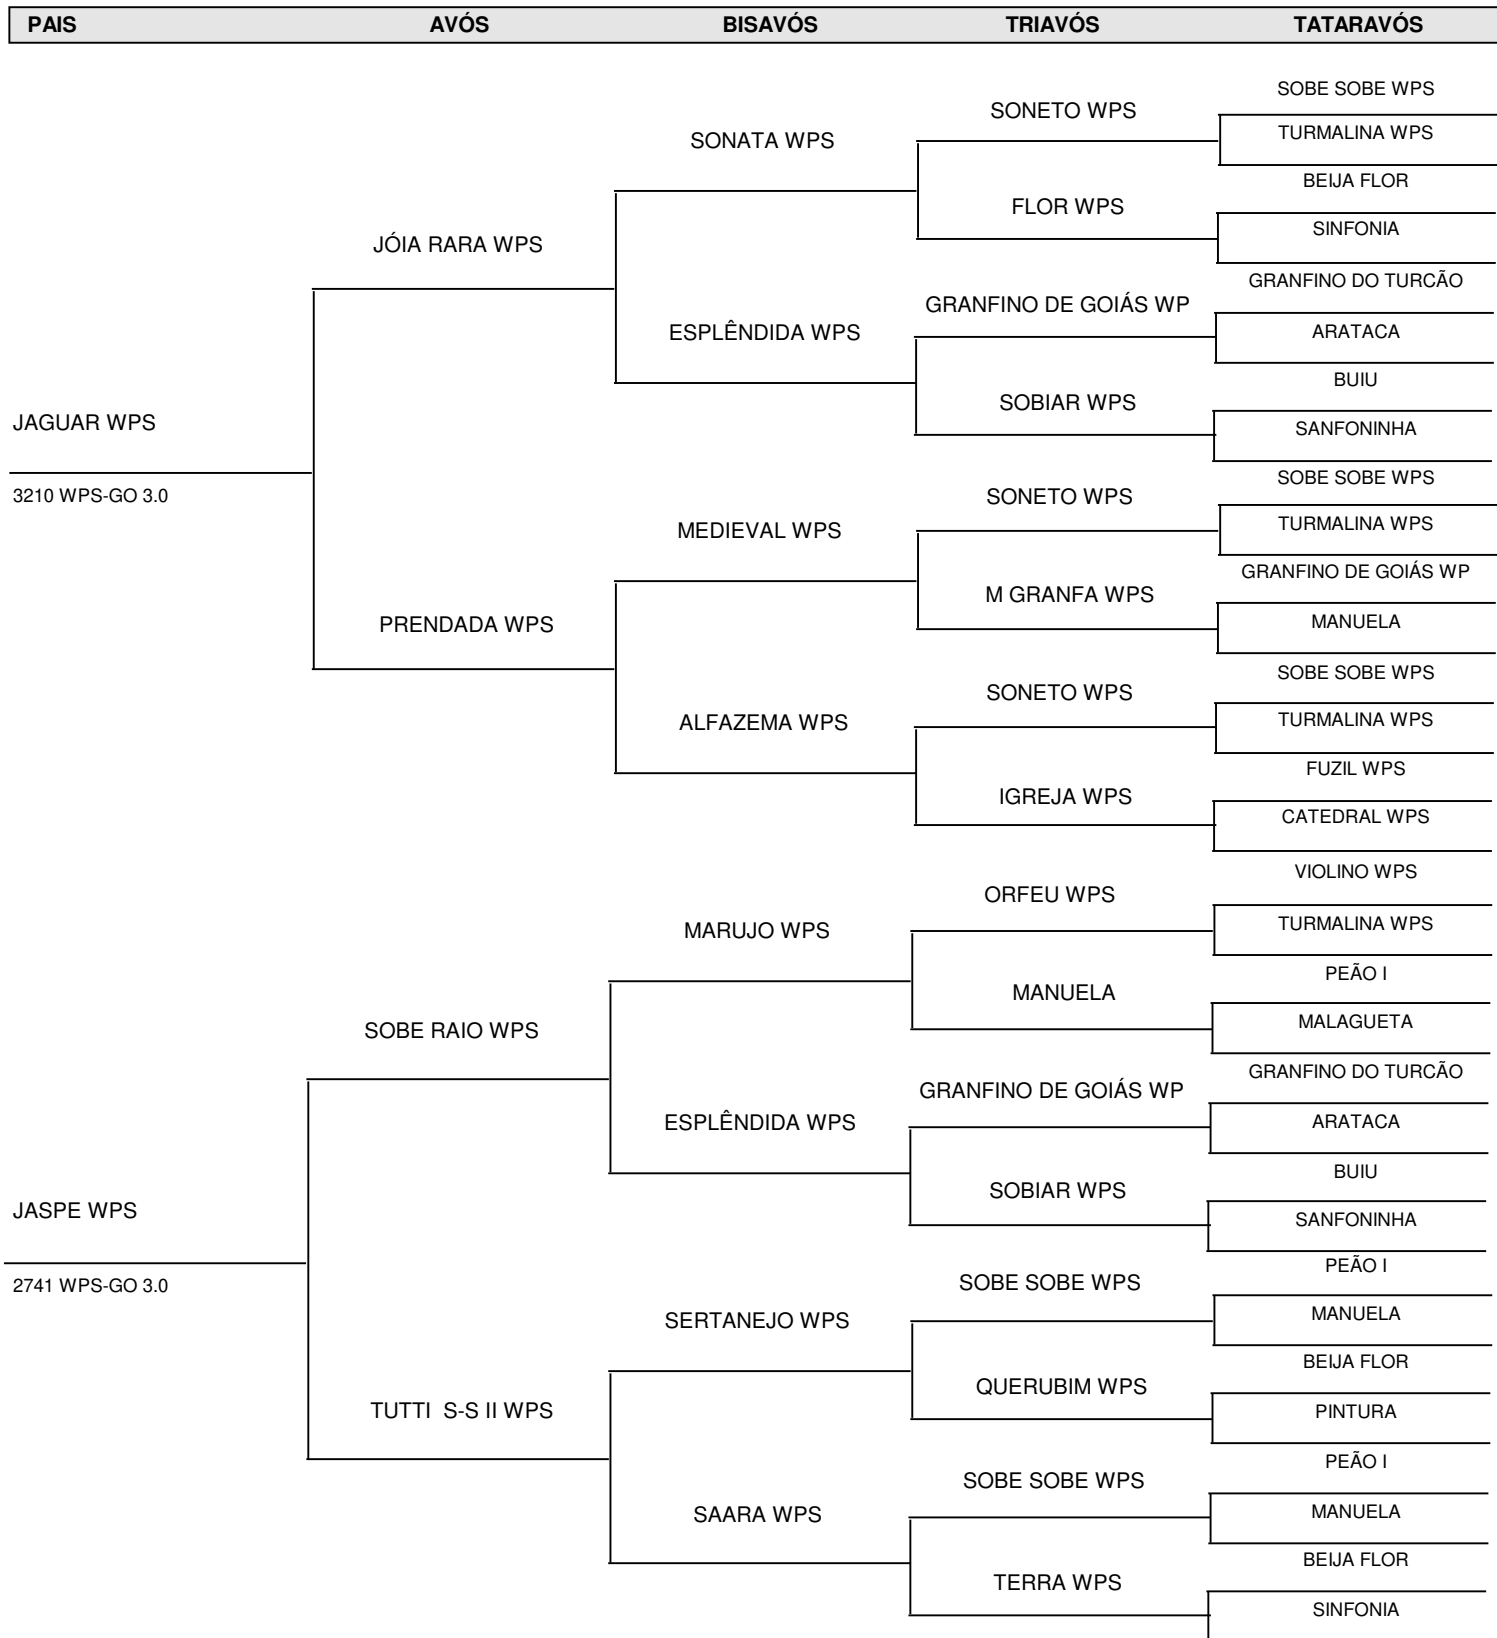 PAIS AVÓS BISAVÓS TRIAVÓS TATARAVÓS
SOBE SOBE WPS
SONETO WPS
TURMALINA WPS
SONATA WPS
BEIJA FLOR
FLOR WPS
SINFONIA
JÓIA RARA WPS
GRANFINO DO TURCÃO
GRANFINO DE GOIÁS WP
ARATACA
ESPLÊNDIDA WPS
BUIU
SOBIAR WPS
JAGUAR WPS
SANFONINHA
SOBE SOBE WPS
3210 WPS-GO 3.0
SONETO WPS
TURMALINA WPS
MEDIEVAL WPS
GRANFINO DE GOIÁS WP
M GRANFA WPS
MANUELA
PRENDADA WPS
SOBE SOBE WPS
SONETO WPS
TURMALINA WPS
ALFAZEMA WPS
FUZIL WPS
IGREJA WPS
CATEDRAL WPS
VIOLINO WPS
ORFEU WPS
TURMALINA WPS
MARUJO WPS
PEÃO I
MANUELA
MALAGUETA
SOBE RAIO WPS
GRANFINO DO TURCÃO
GRANFINO DE GOIÁS WP
ARATACA
ESPLÊNDIDA WPS
BUIU
SOBIAR WPS
JASPE WPS
SANFONINHA
PEÃO I
2741 WPS-GO 3.0
SOBE SOBE WPS
MANUELA
SERTANEJO WPS
BEIJA FLOR
QUERUBIM WPS
TUTTI S-S II WPS
PINTURA
PEÃO I
SOBE SOBE WPS
MANUELA
SAARA WPS
BEIJA FLOR
TERRA WPS
SINFONIA